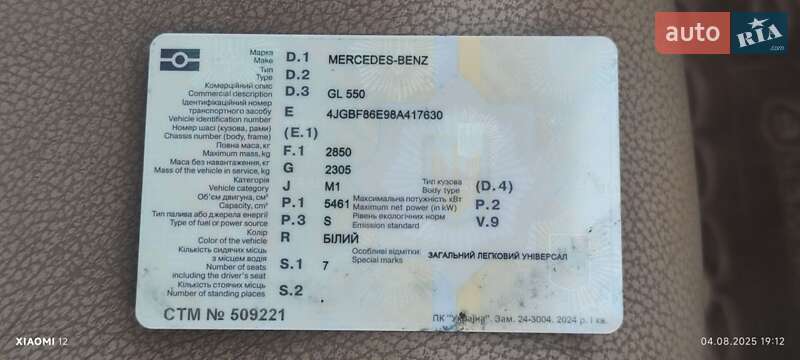 auto RIA.com
Марка D.1 MERCEDES-BENZ
Make
Тип D.2
Type
Комерційний опис D.3 GL 550
Commercial description
Ідентифікаційний номер
транспортного засобу E 4JGBF86E98A417630
Vehicle identification number
Номер шасі (кузова, рами) (E.1)
Chassis number (body, frame)
Повна маса, кг F.1 2850
Maximum mass, kg
Маса без навантаження, кг G 2305
Mass of the vehicle in service, kg
Категорія J M1 Тип кузова (D.4)
Vehicle category Body type
Об'єм двигуна, см³ P.1 5461 Максимальна потужність кВт P.2
Capacity, cm³ Maximum net power (in kW)
Тип палива або джерела енергії P.3 S Рівень екологічних норм V.9
Type of fuel or power source Emission standard
Колір R БІЛИЙ
Color of the vehicle
Кількість сидячих місць Особливі відмітки: ЗАГАЛЬНИЙ ЛЕГКОВИЙ УНІВЕРСАЛ
з місцем водія Special marks
Number of seats S.1 7
including the driver's seat
Кількість стоячих місць S.2
Number of standing places
СТМ № 509221
ПК "Україна". Зам. 24-3004. 2024 р. І кв.
XIAOMI 12
04.08.2025 19:12